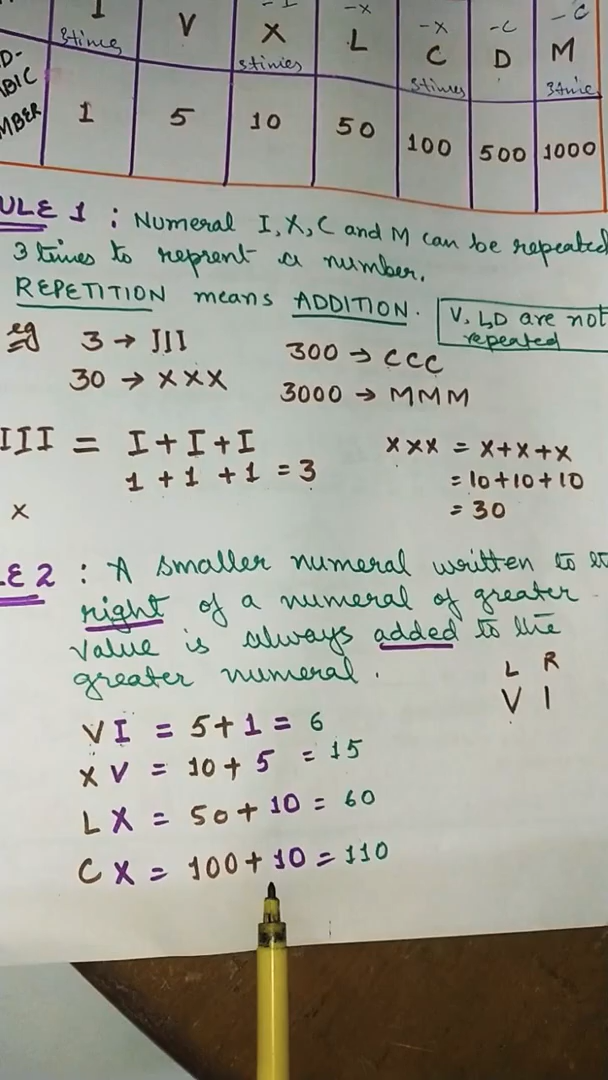 -I -X -X -C -C
I V X L C D M
3times 3times 3times 3time
1 5 10 50 100 500 1000
ULE 1 : Numeral I, X, C and M can be repeated
3 times to reprent a number.
REPETITION means ADDITION.
V, L, D are not
repeated
eg 3 → III 300 → CCC
30 → XXX 3000 → MMM
III = I + I + I XXX = X+X+X
1 + 1 + 1 = 3 = 10+10+10
X = 30
LE 2 : A smaller numeral written to
right of a numeral of greater
value is always added to the
greater numeral.
L R
V I
VI = 5+1 = 6
XV = 10+5 = 15
LX = 50+10 = 60
CX = 100+10 = 110